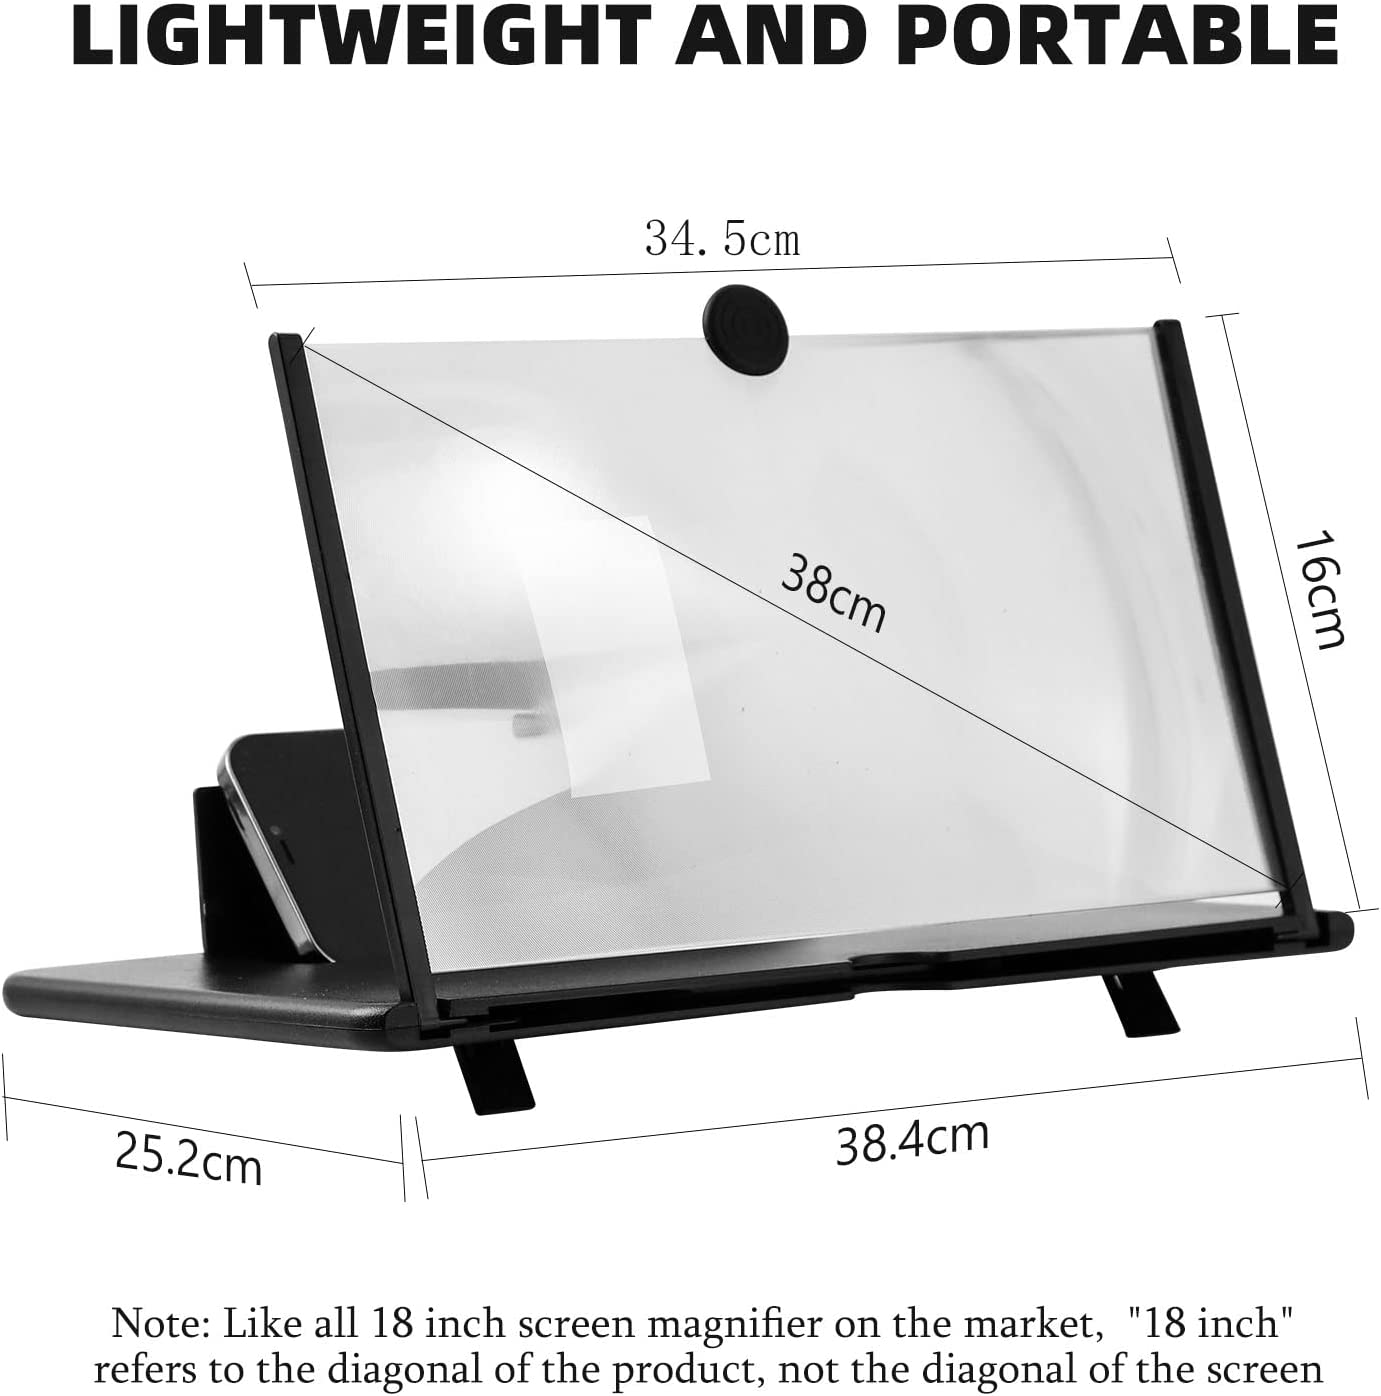 LIGHTWEIGHT AND PORTABLE
34.5cm
38cm
16cm
25.2cm
38.4cm
Note: Like all 18 inch screen magnifier on the market, "18 inch"
refers to the diagonal of the product, not the diagonal of the screen